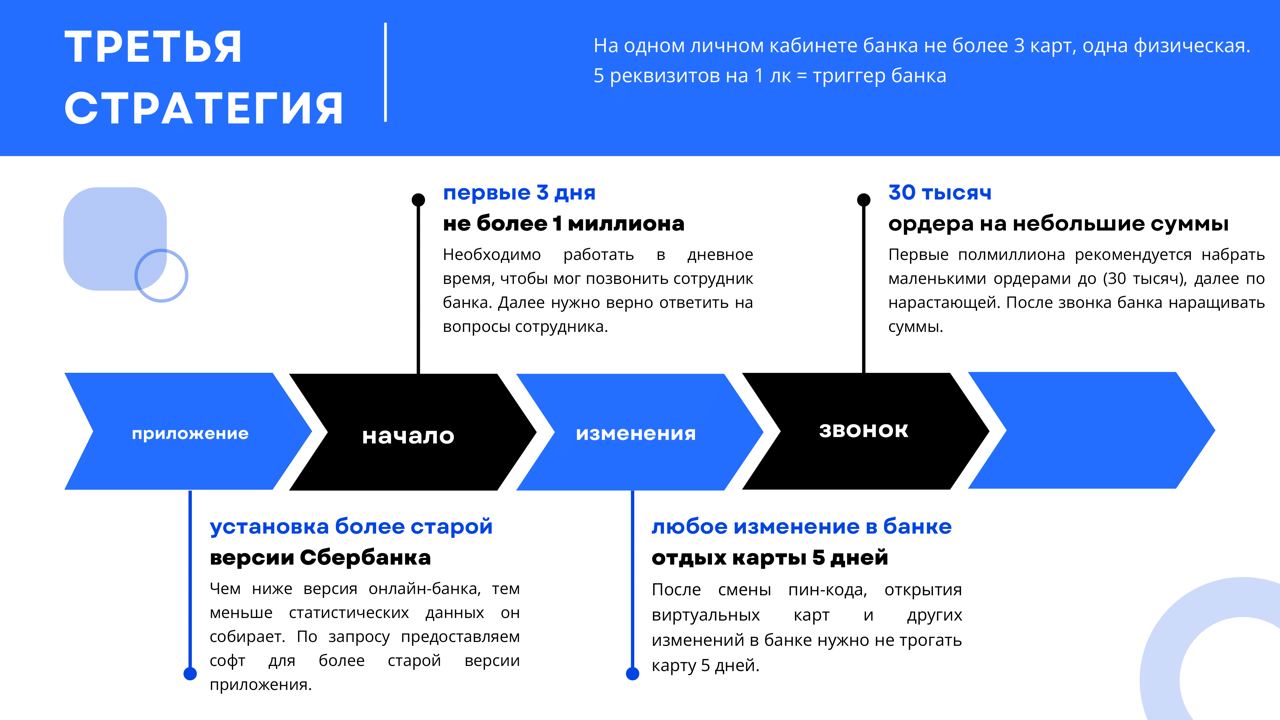 ТРЕТЬЯ
СТРАТЕГИЯ
На одном личном кабинете банка не более 3 карт, одна физическая.
5 реквизитов на 1 лк = триггер банка
первые 3 дня
не более 1 миллиона
Необходимо работать в дневное
время, чтобы мог позвонить сотрудник
банка. Далее нужно верно ответить на
вопросы сотрудника.
30 тысяч
ордера на небольшие суммы
Первые полмиллиона рекомендуется набрать
маленькими ордерами до (30 тысяч), далее по
нарастающей. После звонка банка наращивать
суммы.
приложение
начало
изменения
звонок
установка более старой
версии Сбербанка
Чем ниже версия онлайн-банка, тем
меньше статистических данных он
собирает. По запросу предоставляем
софт для более старой версии
приложения.
любое изменение в банке
отдых карты 5 дней
После смены пин-кода, открытия
виртуальных карт и других
изменений в банке нужно не трогать
карту 5 дней.